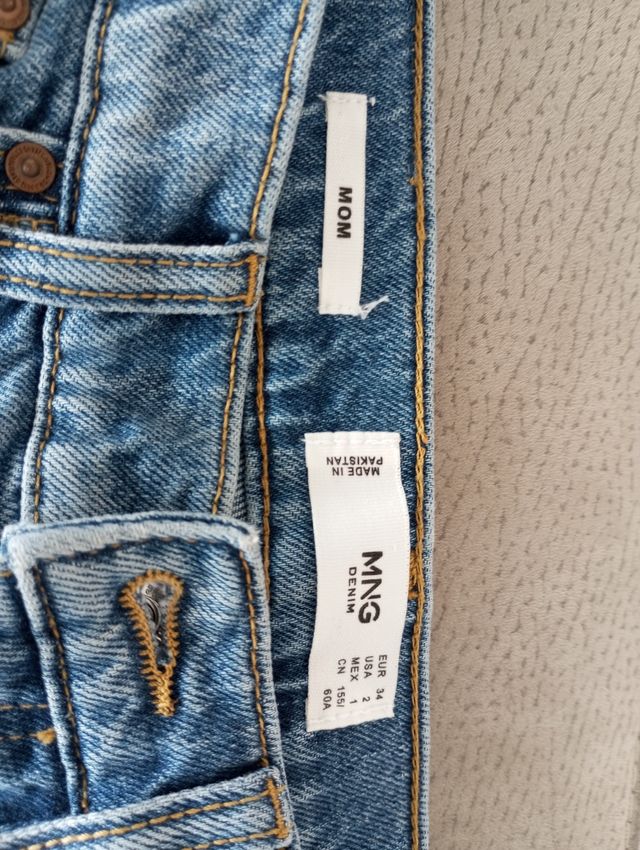 MOM
MADE IN
PAKISTAN
MNG
DENIM
EUR 34
USA 2
MEX 1
CN 155/
60A